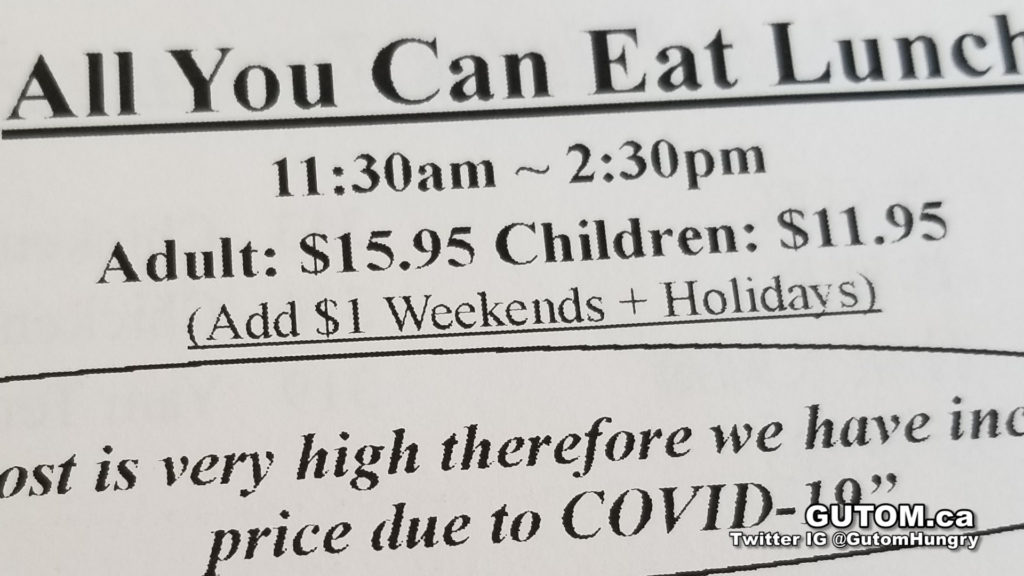 All You Can Eat Lunch
11:30am ~ 2:30pm
Adult: $15.95 Children: $11.95
(Add $1 Weekends + Holidays)
ost is very high therefore we have inc
price due to COVID-19”
GUTOM.ca
Twitter IG @GutomHungry